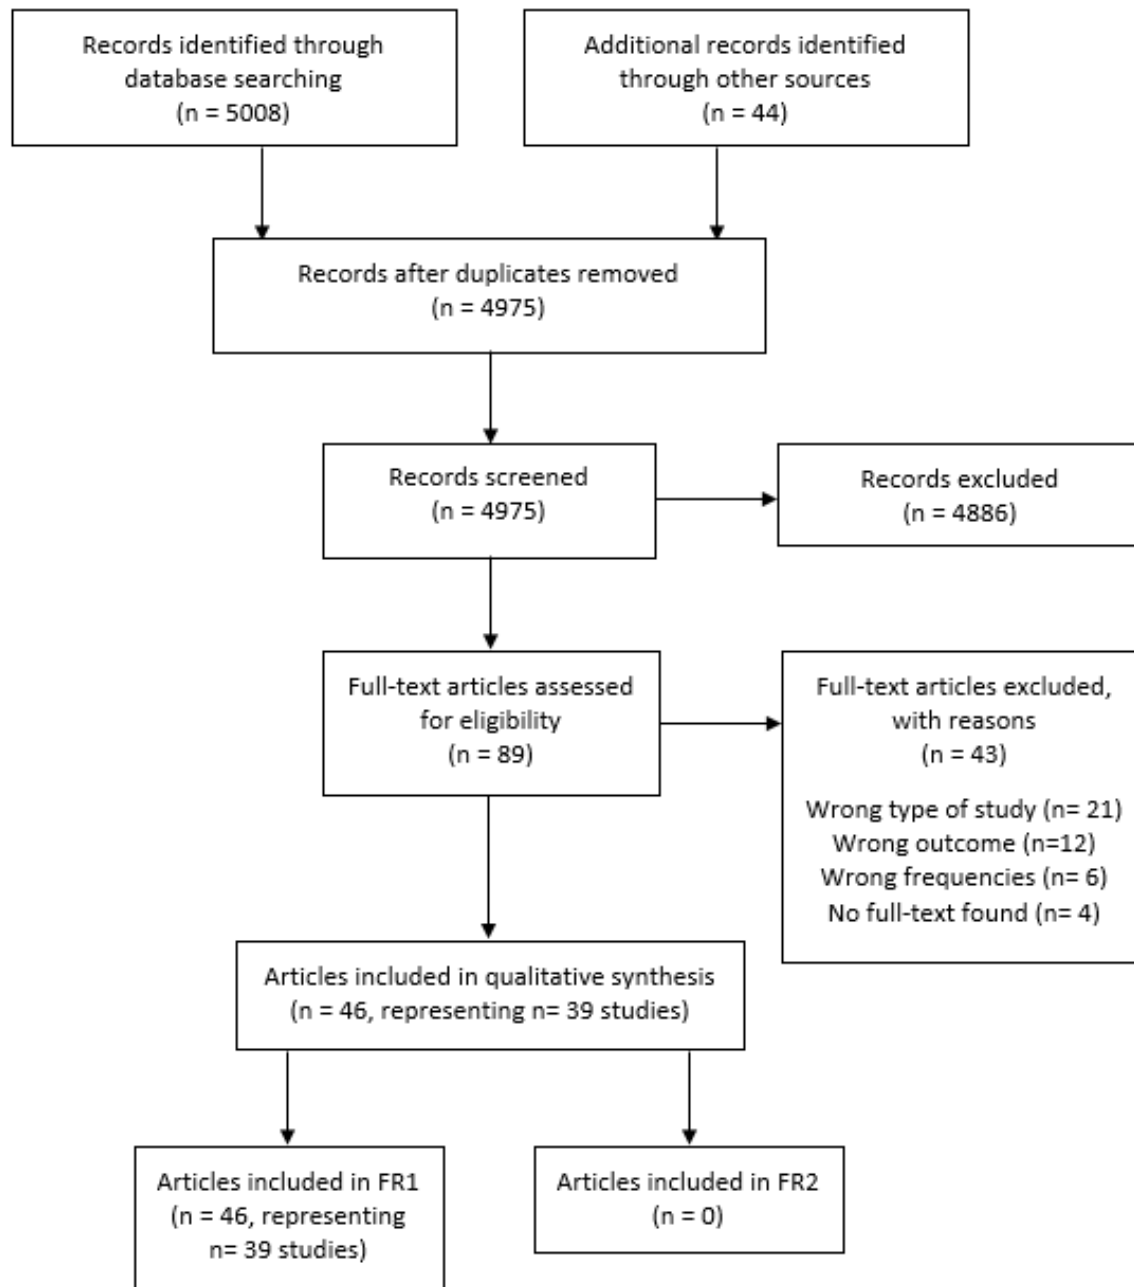 Records identified through
database searching
(n = 5008)
Additional records identified
through other sources
(n = 44)
Records after duplicates removed
(n = 4975)
Records screened
(n = 4975)
Records excluded
(n = 4886)
Full-text articles assessed
for eligibility
(n = 89)
Full-text articles excluded,
with reasons
(n = 43)
Wrong type of study (n= 21)
Wrong outcome (n=12)
Wrong frequencies (n= 6)
No full-text found (n= 4)
Articles included in qualitative synthesis
(n = 46, representing n= 39 studies)
Articles included in FR1
(n = 46, representing
n= 39 studies)
Articles included in FR2
(n = 0)